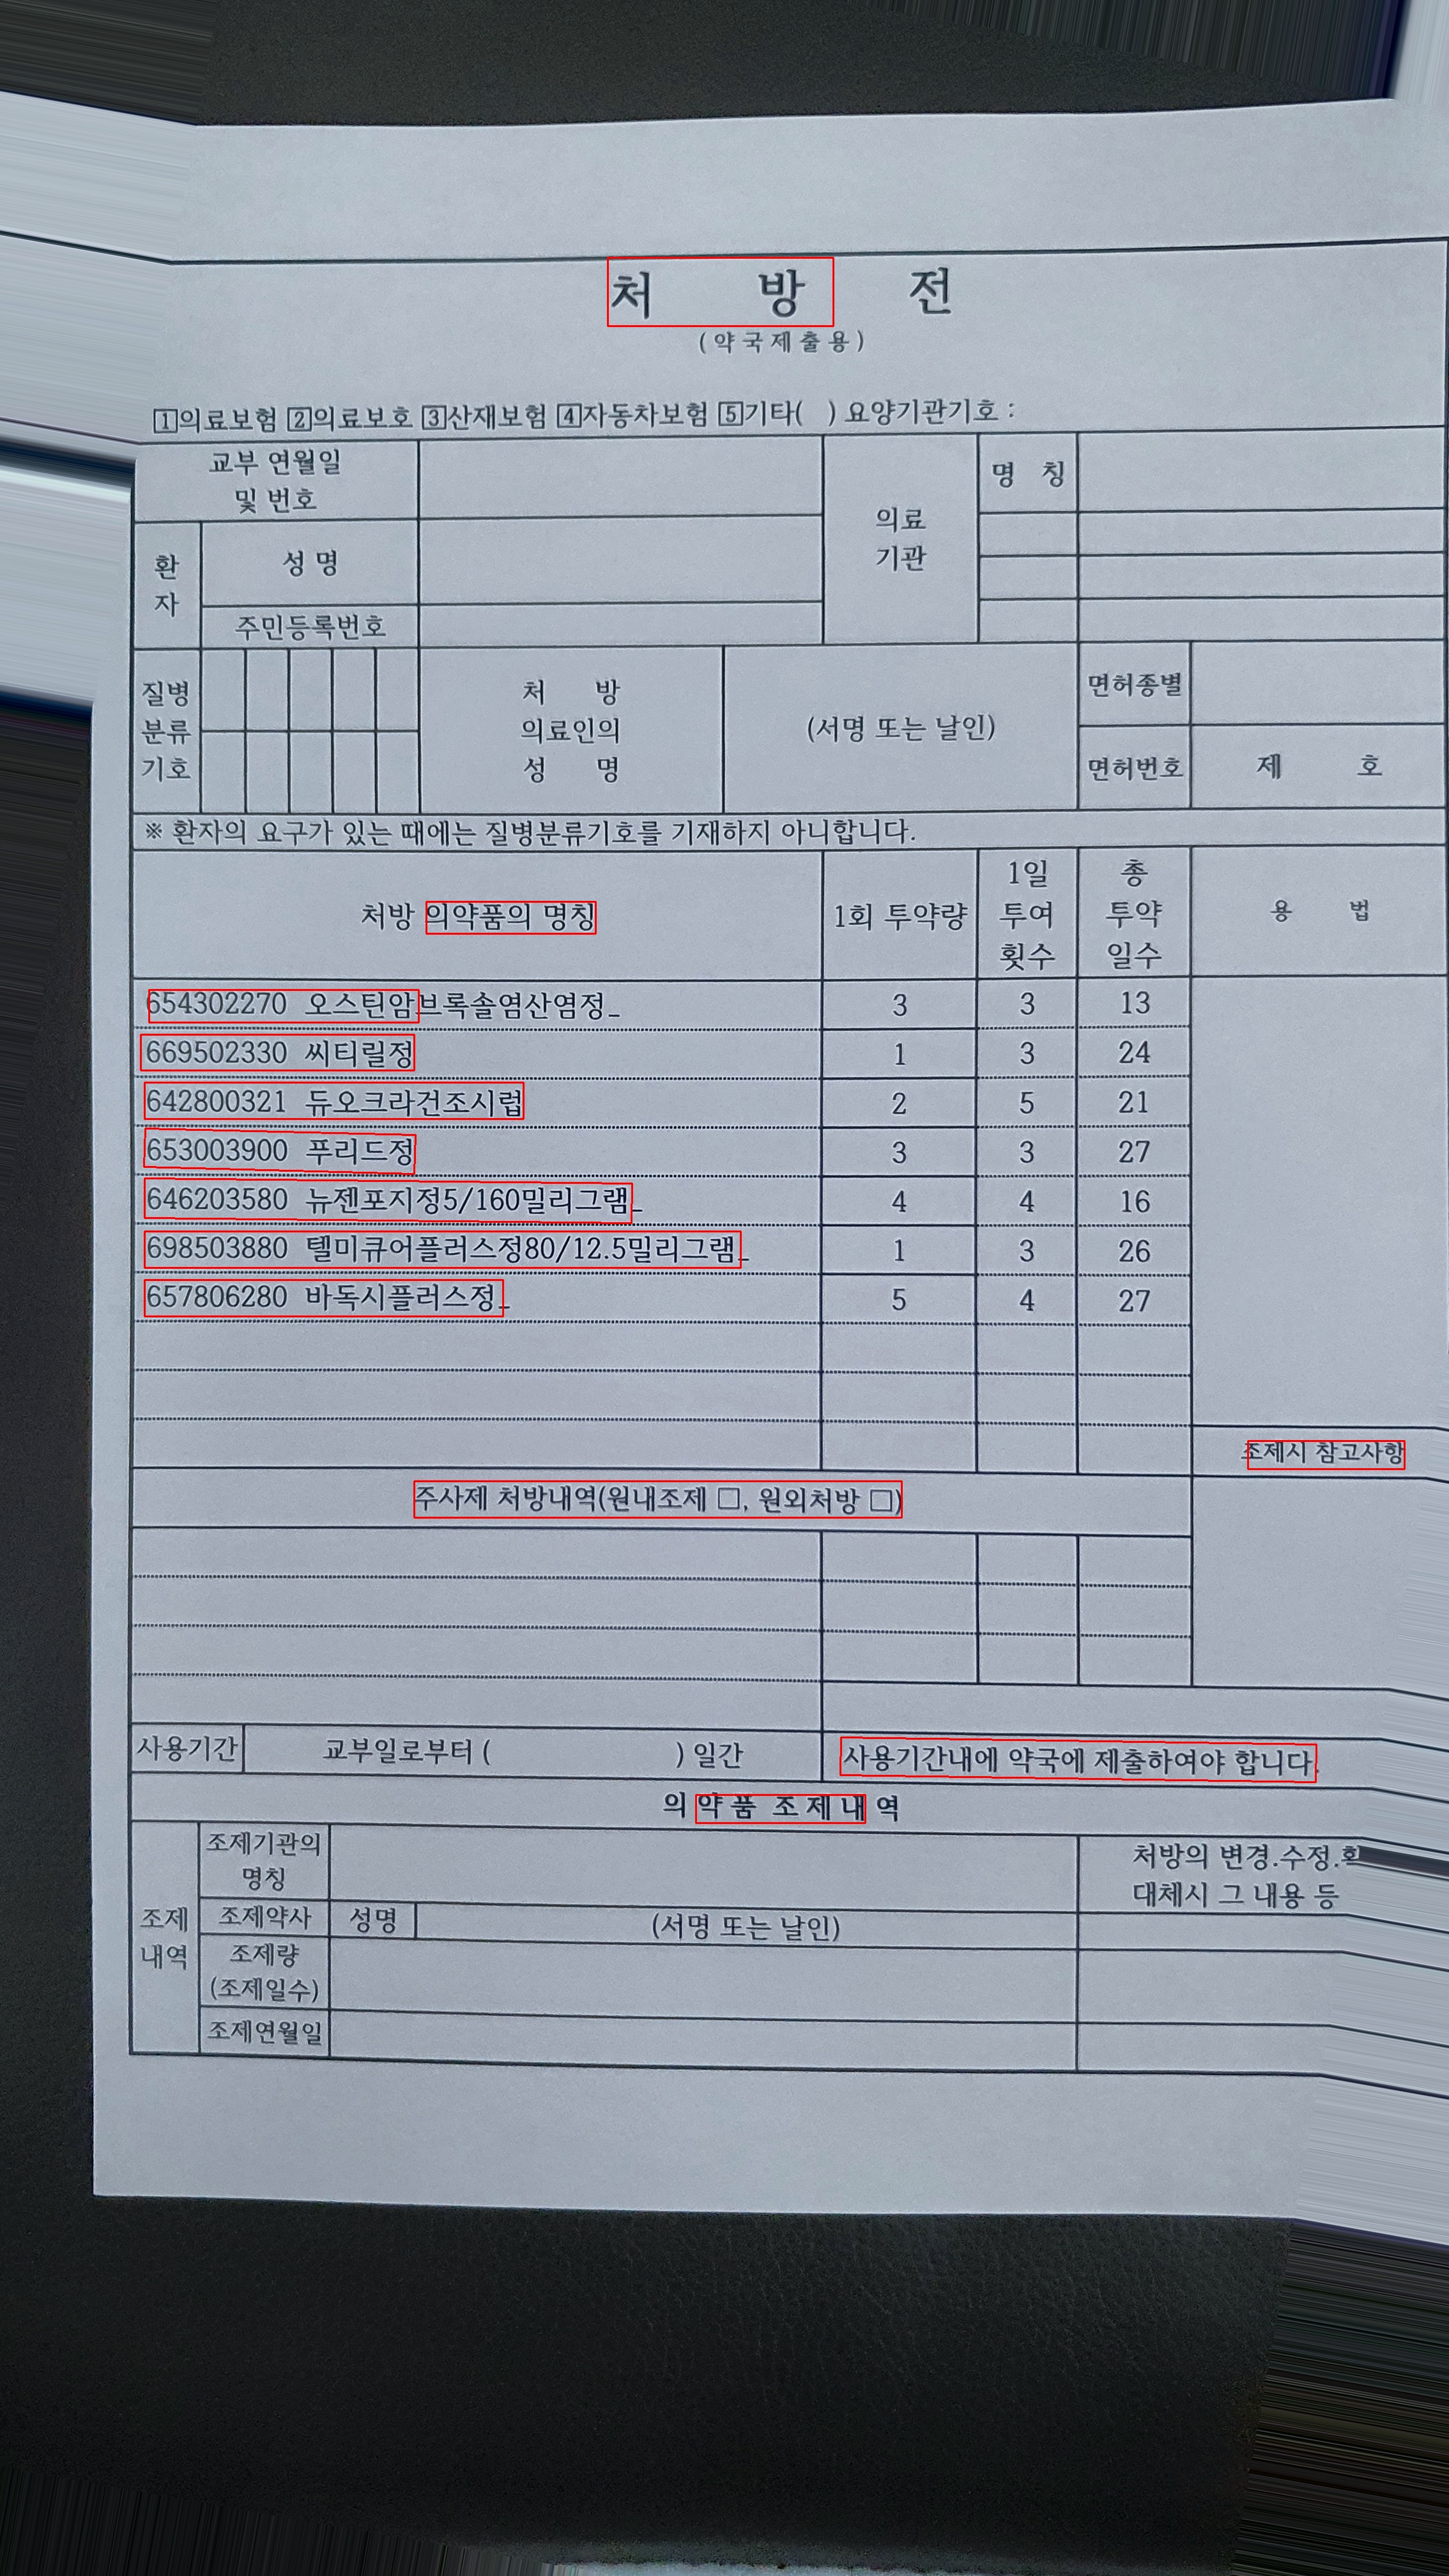 처 방 전
(약국제출용)
1 의료보험 2 의료보호 3 산재보험 4 자동차보험 5 기타( ) 요양기관기호 :
교부 연월일 및 번호
의료 기관
명 칭
환 자
성 명
주민등록번호
질병 분류 기호
처 방 의료인의 성 명
(서명 또는 날인)
면허종별
면허번호
제 호
※ 환자의 요구가 있는 때에는 질병분류기호를 기재하지 아니합니다.
처방 의약품의 명칭 1회 투약량 1일 투여 횟수 총 투약 일수 용 법
654302270 오스틴암브록솔염산염정_ 3 3 13
669502330 씨티릴정 1 3 24
642800321 듀오크라건조시럽 2 5 21
653003900 푸리드정 3 3 27
646203580 뉴젠포지정5/160밀리그램_ 4 4 16
698503880 텔미큐어플러스정80/12.5밀리그램_ 1 3 26
657806280 바독시플러스정_ 5 4 27
조제시 참고사항
주사제 처방내역(원내조제 □, 원외처방 □)
사용기간 교부일로부터 ( ) 일간 사용기간내에 약국에 제출하여야 합니다.
의 약 품 조 제 내 역
조제 내역
조제기관의 명칭
처방의 변경.수정.
대체시 그 내용 등
조제약사 성명 (서명 또는 날인)
조제량 (조제일수)
조제연월일